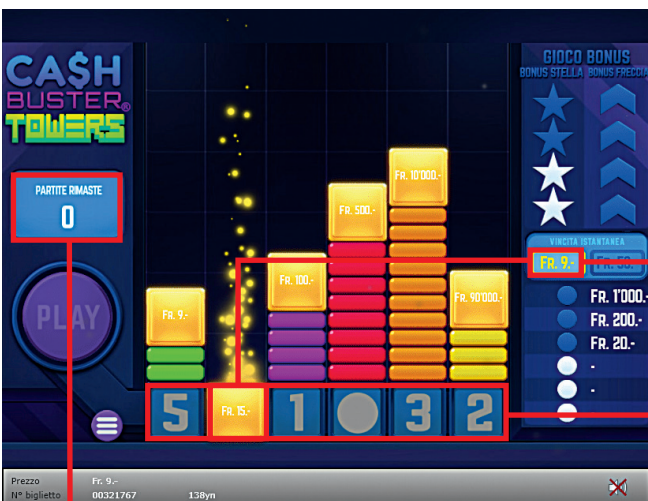 CA$H
BUSTER®
TOWERS
PARTITE RIMASTE
0
PLAY
FR. 9.-
FR. 15.-
FR. 100.-
FR. 500.-
FR. 10'000.-
FR. 90'000.-
5
1
3
2
GIOCO BONUS
BONUS STELLA BONUS FRECCIA
VINCITA ISTANTANEA
FR. 9.- FR. 50.-
FR. 1'000.-
FR. 200.-
FR. 20.-
-
-
-
Prezzo Fr. 9.–
N° biglietto 00321767 138yn